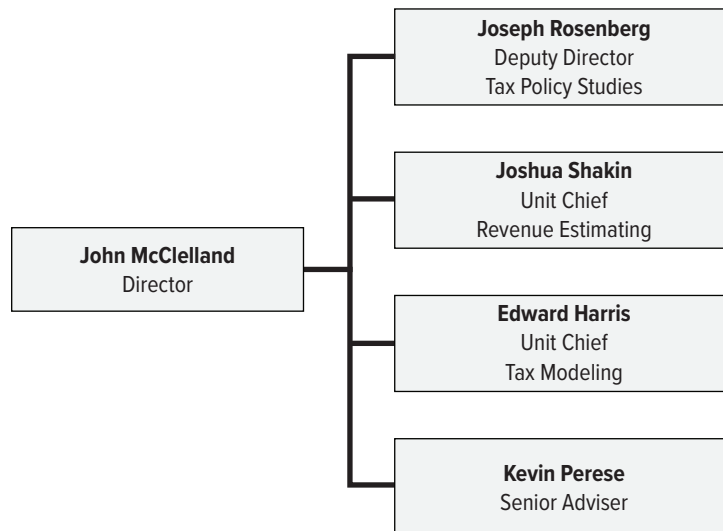 Joseph Rosenberg
Deputy Director
Tax Policy Studies
Joshua Shakin
Unit Chief
Revenue Estimating
John McClelland
Director
Edward Harris
Unit Chief
Tax Modeling
Kevin Perese
Senior Adviser